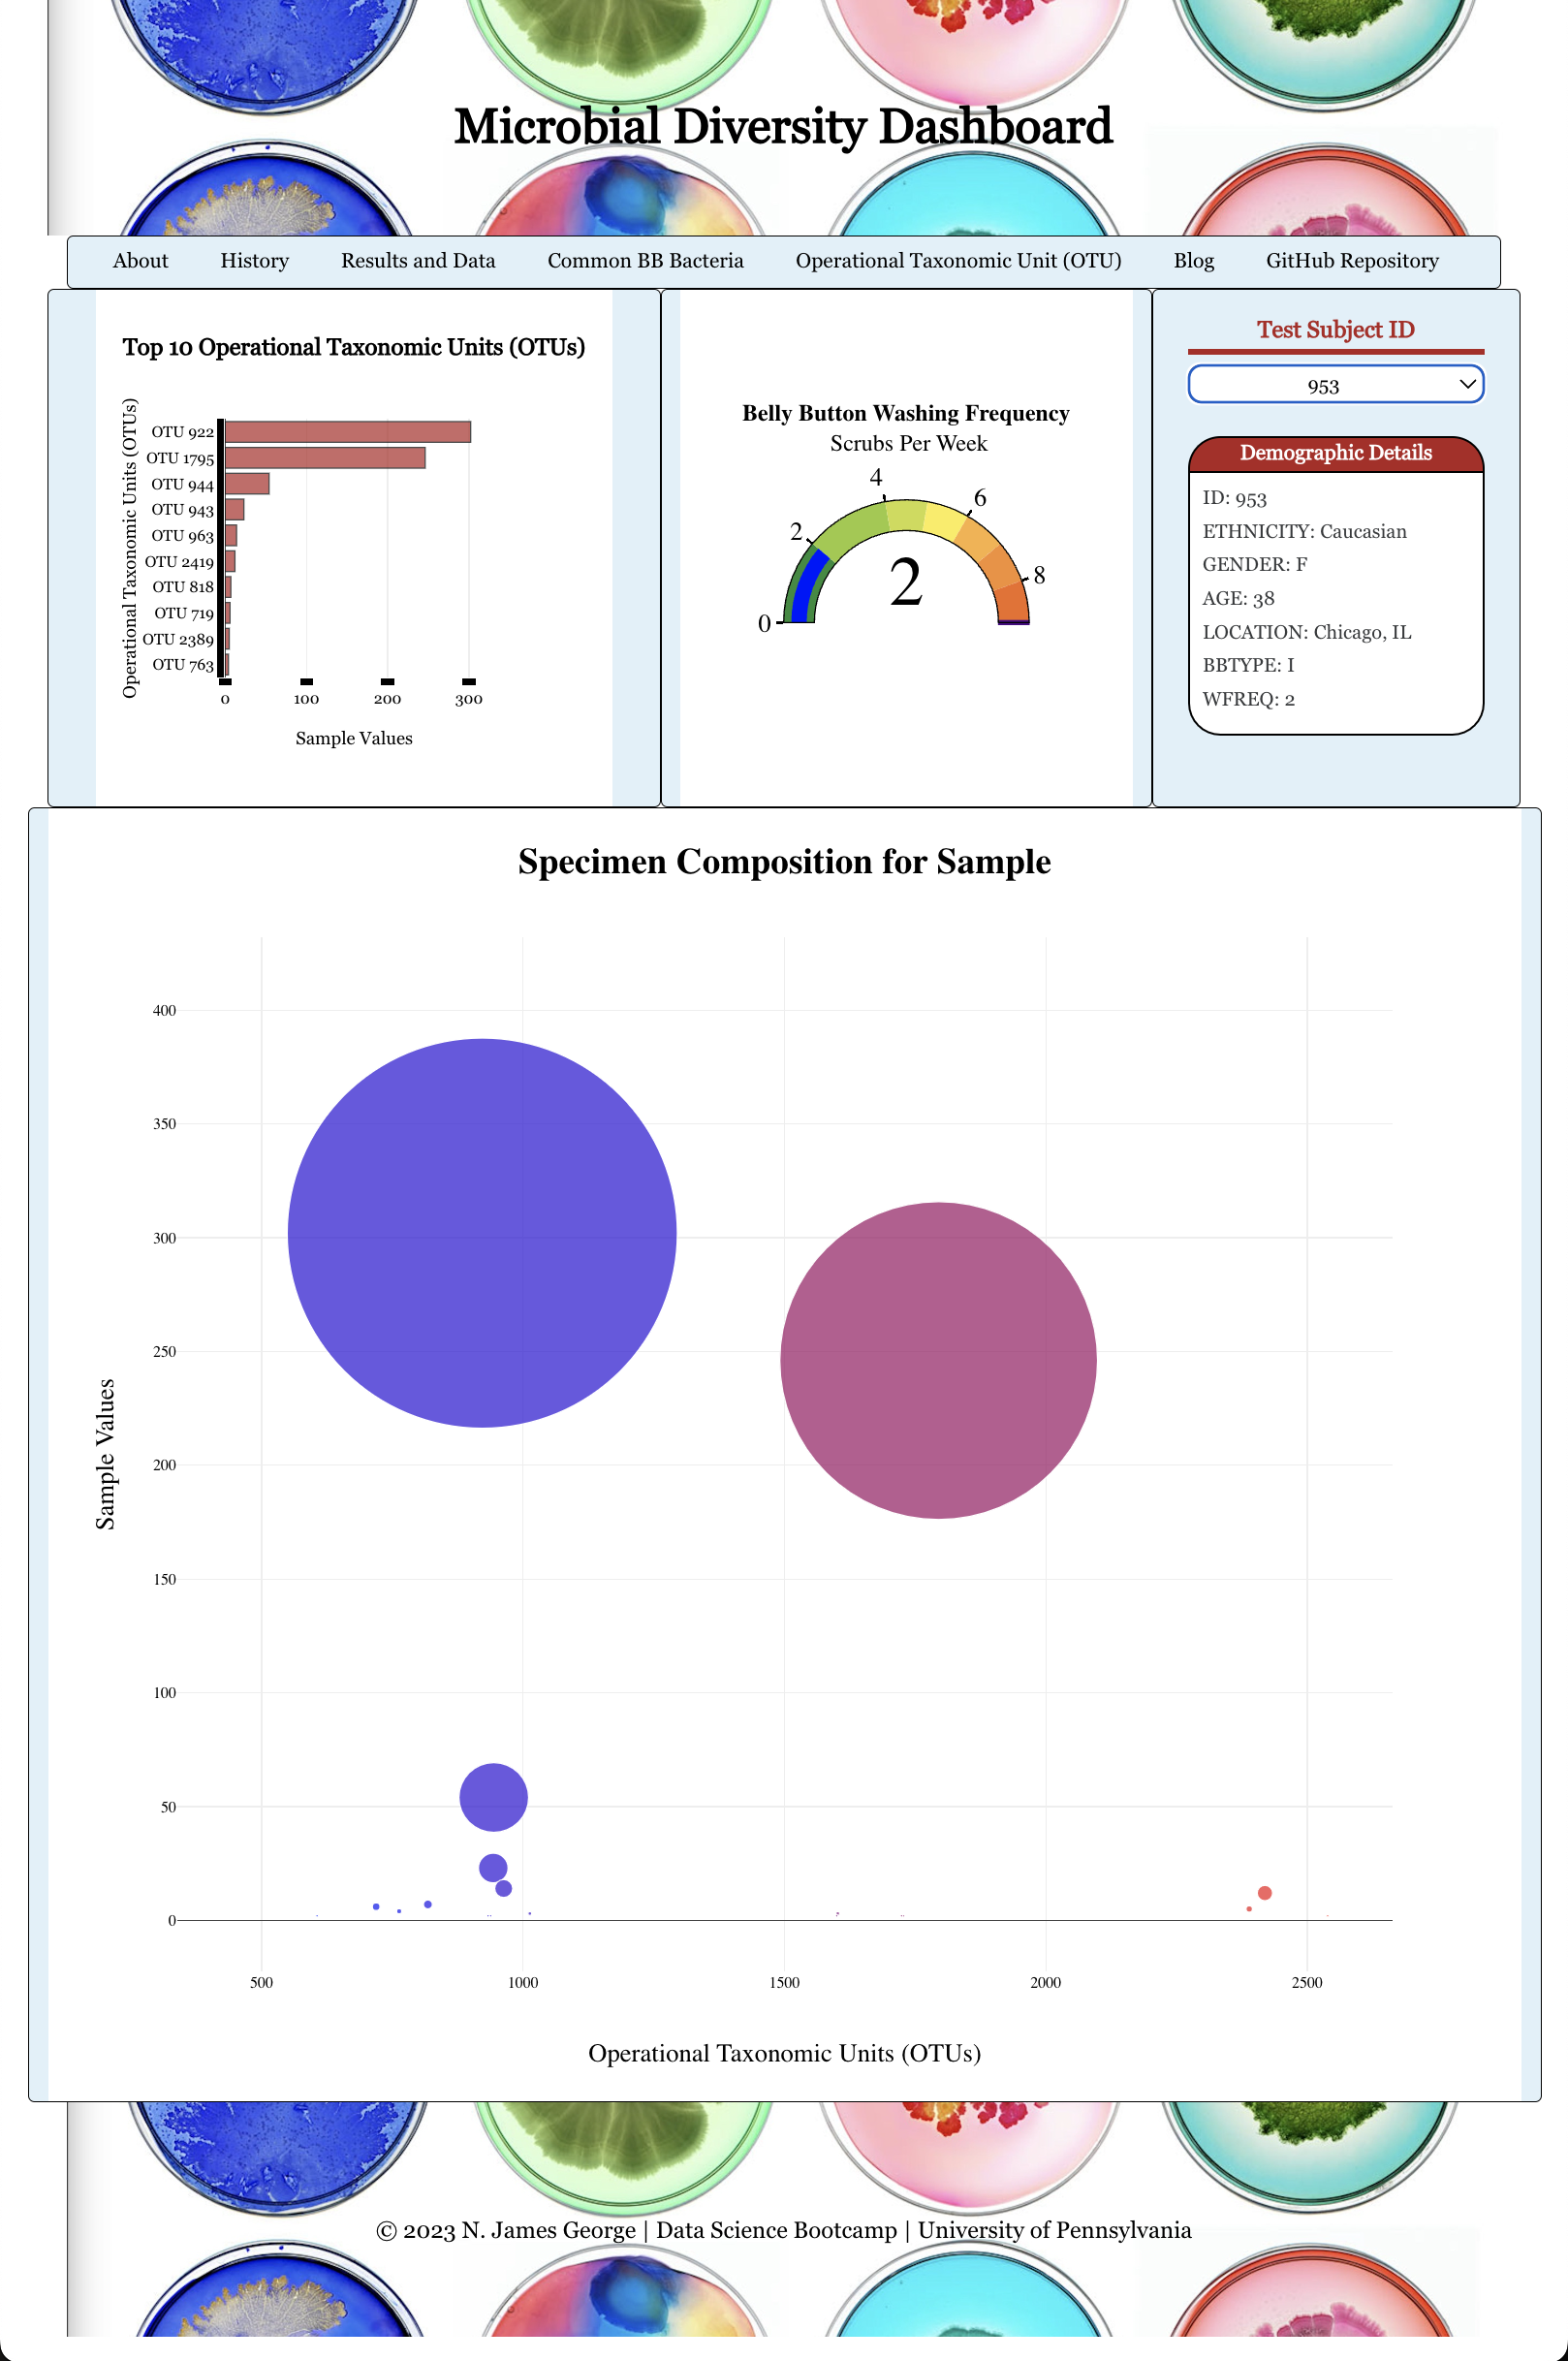 Microbial Diversity Dashboard
About History Results and Data Common BB Bacteria Operational Taxonomic Unit (OTU) Blog GitHub Repository
Top 10 Operational Taxonomic Units (OTUs)
Operational Taxonomic Units (OTUs)
OTU 922
OTU 1795
OTU 944
OTU 943
OTU 963
OTU 2419
OTU 818
OTU 719
OTU 2389
OTU 763
0 100 200 300
Sample Values
Belly Button Washing Frequency
Scrubs Per Week
0
2
4
6
8
2
Test Subject ID
953
Demographic Details
ID: 953
ETHNICITY: Caucasian
GENDER: F
AGE: 38
LOCATION: Chicago, IL
BBTYPE: I
WFREQ: 2
Specimen Composition for Sample
Sample Values
400
350
300
250
200
150
100
50
0
500 1000 1500 2000 2500
Operational Taxonomic Units (OTUs)
© 2023 N. James George | Data Science Bootcamp | University of Pennsylvania